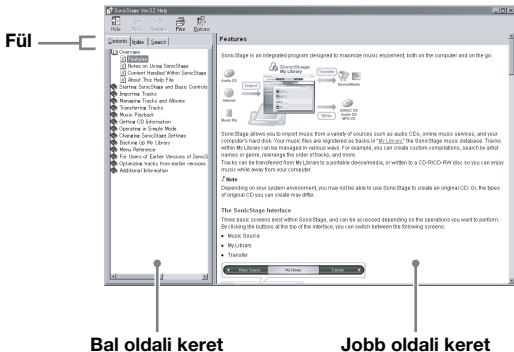 SonicStage Ver.3.2 Help
Hide
Back
Forward
Print
Options
Contents
Index
Search
Fül
Overview
Features
Notes on Using SonicStage
Content Handled Within SonicStage
About This Help File
Starting SonicStage and Basic Controls
Importing Tracks
Managing Tracks and Albums
Transferring Tracks
Music Playback
Getting CD Information
Operating in Simple Mode
Changing SonicStage Settings
Backing Up My Library
Menu Reference
For Users of Earlier Versions of SonicS
Optimizing tracks from earlier versions
Additional Information
Features
SonicStage is an integrated program designed to maximize music enjoyment, both on the computer and on the go.
SonicStage
My Library
Audio CD
Import
Transfer
Device/Media
Internet
Music File
Write
ATRAC CD
Audio CD
MP3 CD
SonicStage allows you to import music from a variety of sources such as audio CDs, online music services, and your
computer's hard disk. Your music files are registered as tracks in "My Library," the SonicStage music database. Tracks
within My Library can be managed in various ways. For example, you can create custom compilations, search by artist
names or genre, rearrange the order of tracks, and more.
Tracks can be transferred from My Library to a portable device/media, or written to a CD-R/CD-RW disc so you can enjoy
music while away from your computer.
Note
Depending on your system environment, you may not be able to use SonicStage to create an original CD. Or, the types
of original CD you can create may differ.
The SonicStage Interface
Three basic screens exist within SonicStage, and can be accessed depending on the operations you want to perform.
By clicking the buttons at the top of the interface, you can switch between the following screens:
• Music Source
• My Library
• Transfer
Music Source
My Library
Transfer
Bal oldali keret
Jobb oldali keret